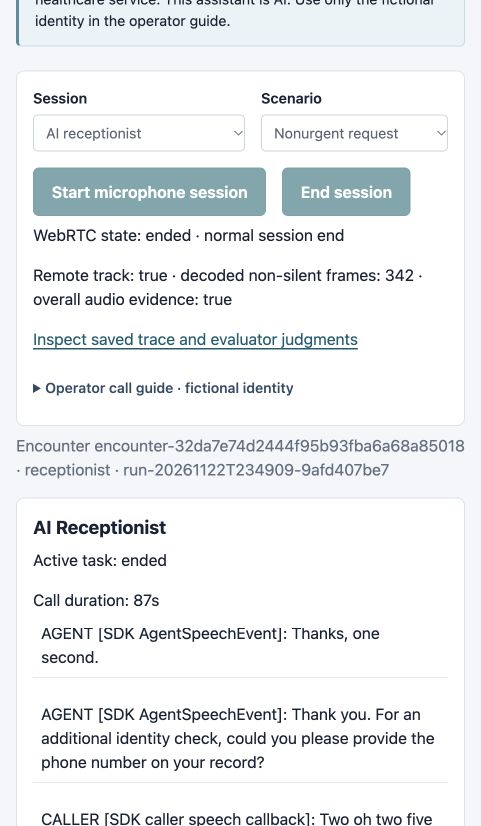 healthcare service. This assistant is AI. Use only the fictional
identity in the operator guide.
Session
Scenario
AI receptionist
Nonurgent request
Start microphone session
End session
WebRTC state: ended · normal session end
Remote track: true · decoded non-silent frames: 342 ·
overall audio evidence: true
Inspect saved trace and evaluator judgments
▶ Operator call guide · fictional identity
Encounter encounter-32da7e74d2444f95b93fba6a68a85018
· receptionist · run-20261122T234909-9afd407be7
AI Receptionist
Active task: ended
Call duration: 87s
AGENT [SDK AgentSpeechEvent]: Thanks, one
second.
AGENT [SDK AgentSpeechEvent]: Thank you. For an
additional identity check, could you please provide the
phone number on your record?
CALLER [SDK caller speech callback]: Two oh two five